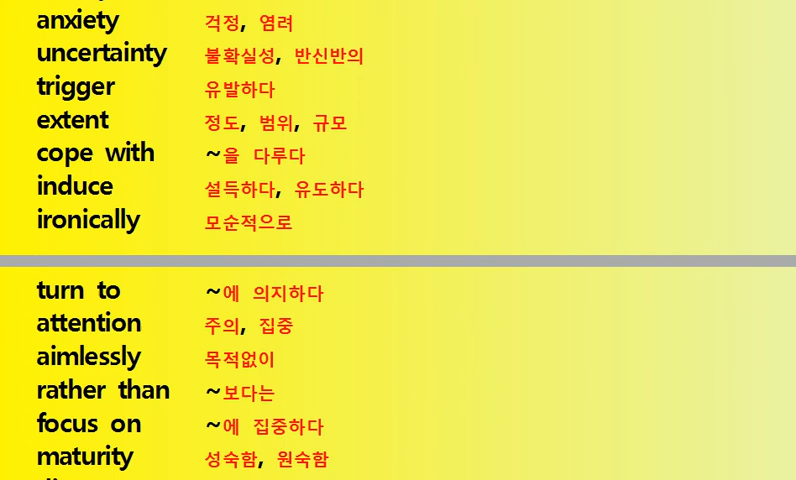 anxiety 걱정, 염려
uncertainty 불확실성, 반신반의
trigger 유발하다
extent 정도, 범위, 규모
cope with ~을 다루다
induce 설득하다, 유도하다
ironically 모순적으로
turn to ~에 의지하다
attention 주의, 집중
aimlessly 목적없이
rather than ~보다는
focus on ~에 집중하다
maturity 성숙함, 원숙함